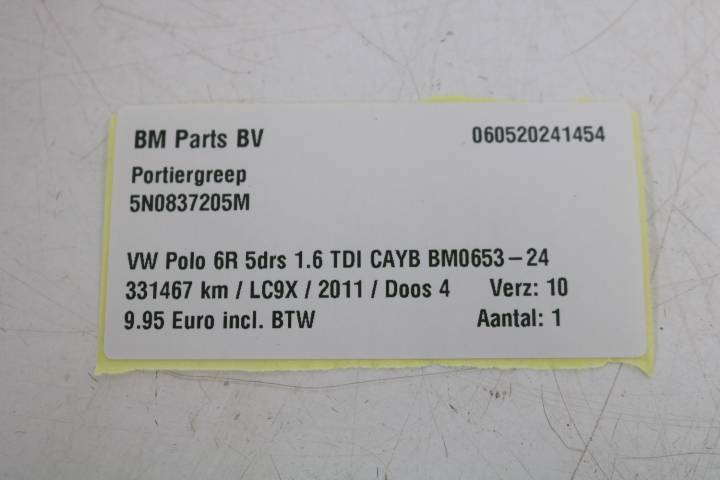 BM Parts BV 060520241454
Portiergreep
5N0837205M
VW Polo 6R 5drs 1.6 TDI CAYB BM0653-24
331467 km / LC9X / 2011 / Doos 4 Verz: 10
9.95 Euro incl. BTW Aantal: 1